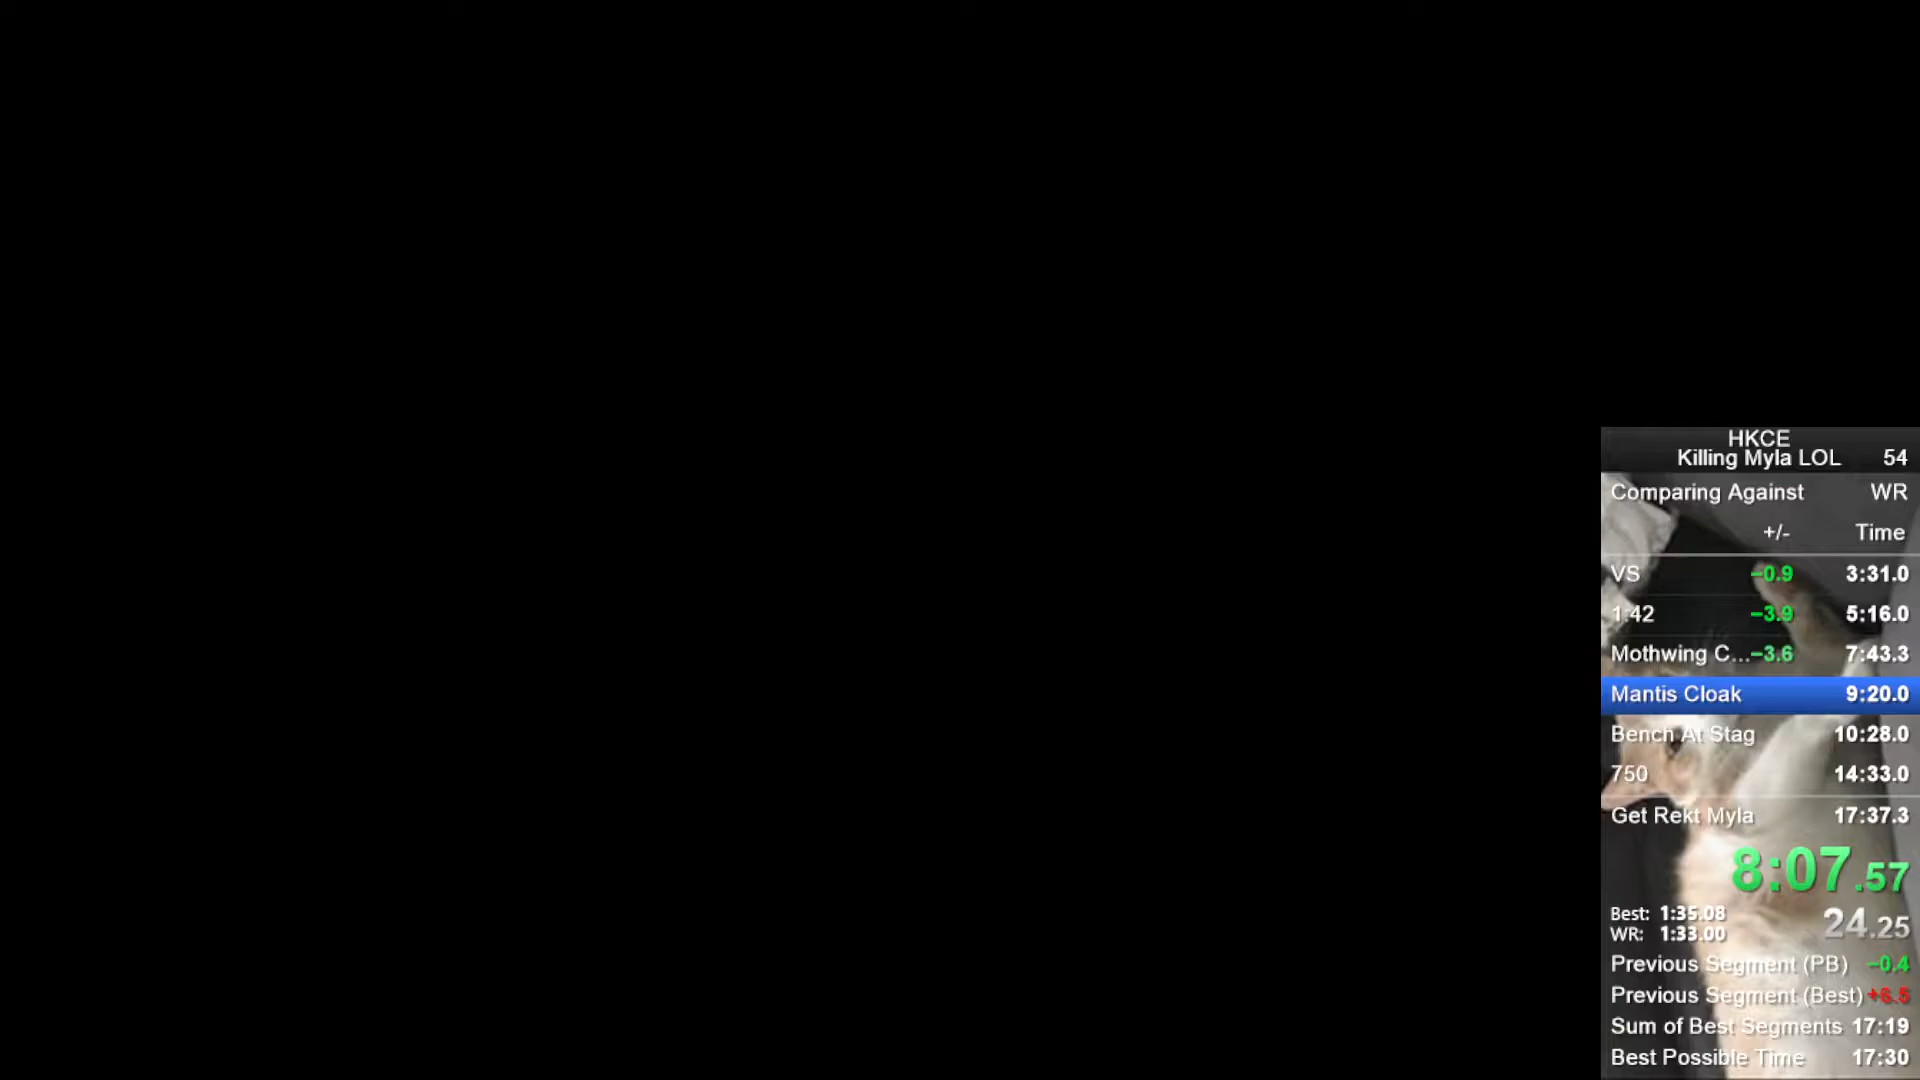 HKCE
Killing Myla LOL 54
Comparing Against WR
+/- Time
VS −0.9 3:31.0
1:42 −3.9 5:16.0
Mothwing C... −3.6 7:43.3
Mantis Cloak 9:20.0
Bench At Stag 10:28.0
750 14:33.0
Get Rekt Myla 17:37.3
8:07.57
Best: 1:35.08 24.25
WR: 1:33.00
Previous Segment (PB) −0.4
Previous Segment (Best)
Sum of Best Segments 17:19
Best Possible Time 17:30